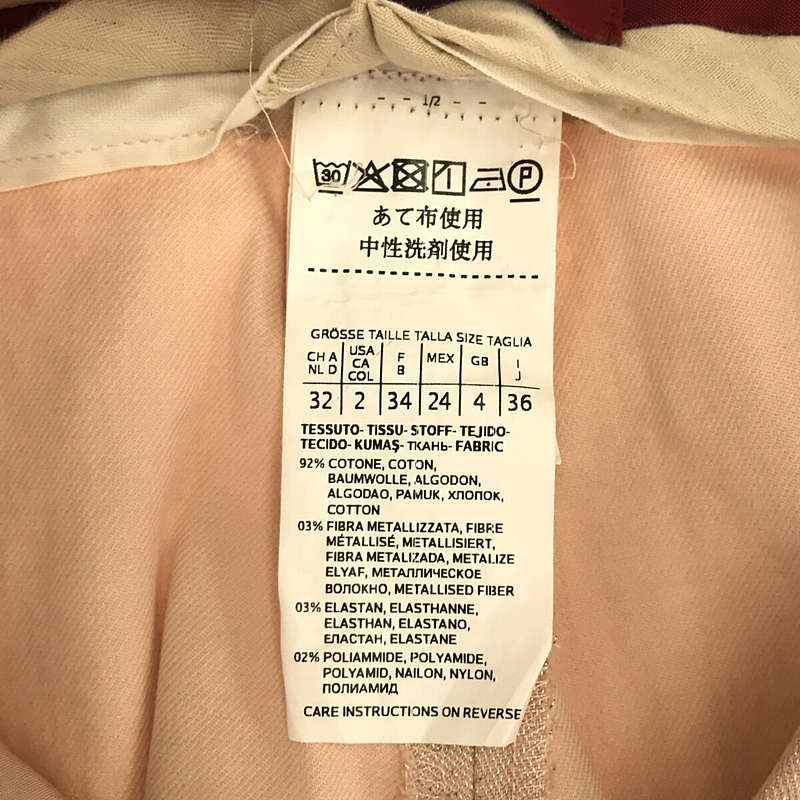 - - 1/2 - -
30 P
あて布使用
中性洗剤使用
GRÖSSE TAILLE TALLA SIZE TAGLIA
CH A NL D USA CA COL F B MEX GB I J
32 2 34 24 4 36
TESSUTO- TISSU- STOFF- TEJIDO-
TECIDO- KUMAŞ- ТКАНЬ- FABRIC
92% COTONE, COTON,
BAUMWOLLE, ALGODON,
ALGODAO, PAMUK, ХЛОПОК,
COTTON
03% FIBRA METALLIZZATA, FIBRE
MÉTALLISÉ, METALLISIERT,
FIBRA METALIZADA, METALIZE
ELYAF, МЕТАЛЛИЧЕСКОЕ
ВОЛОКНО, METALLISED FIBER
03% ELASTAN, ELASTHANNE,
ELASTHAN, ELASTANO,
ЕЛАСТАН, ELASTANE
02% POLIAMMIDE, POLYAMIDE,
POLYAMID, NAILON, NYLON,
ПОЛИАМИД
CARE INSTRUCTIONS ON REVERSE